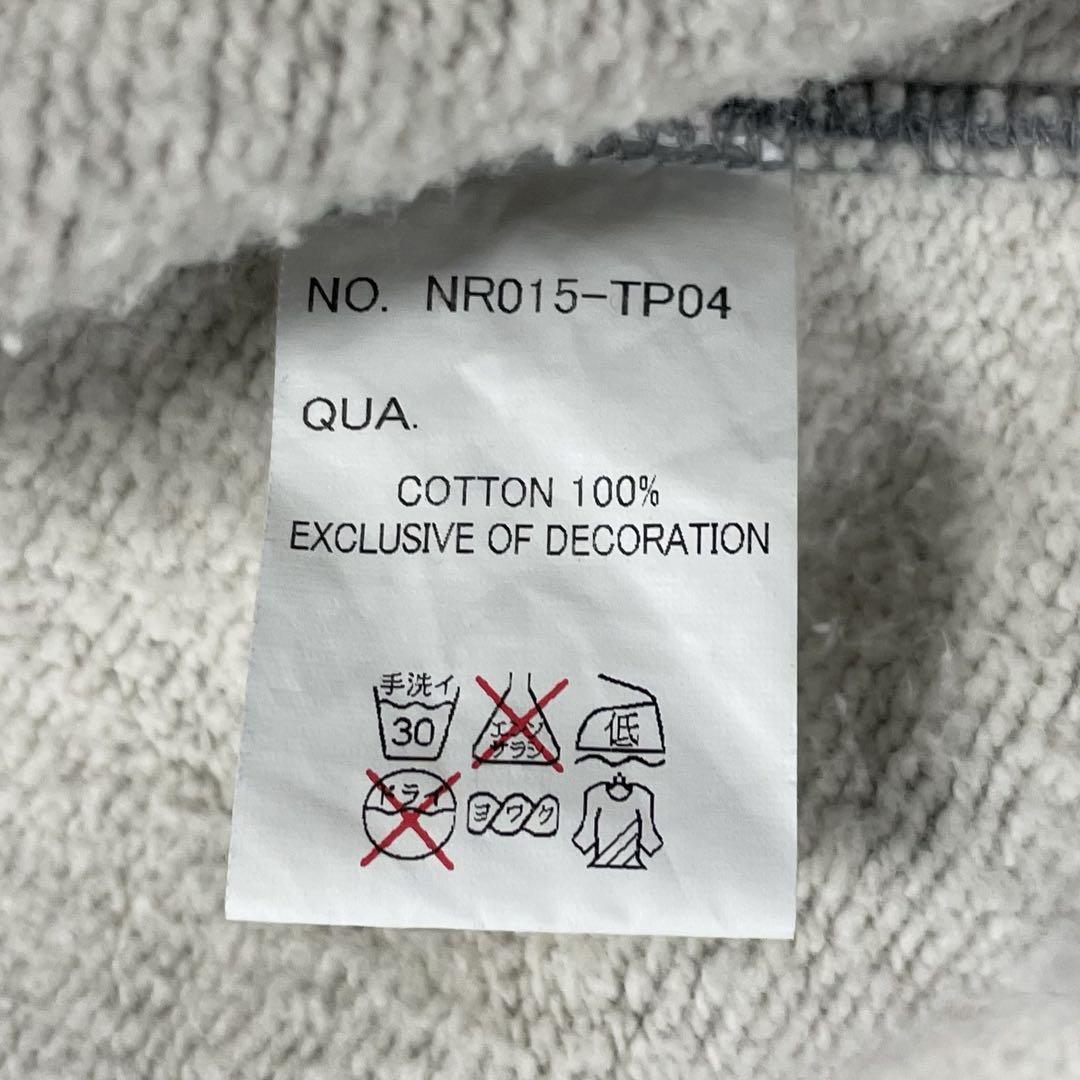 NO. NR015-TP04
QUA.
COTTON 100%
EXCLUSIVE OF DECORATION
手洗イ
30
エンソ
サラシ
低
ドライ
ヨワク